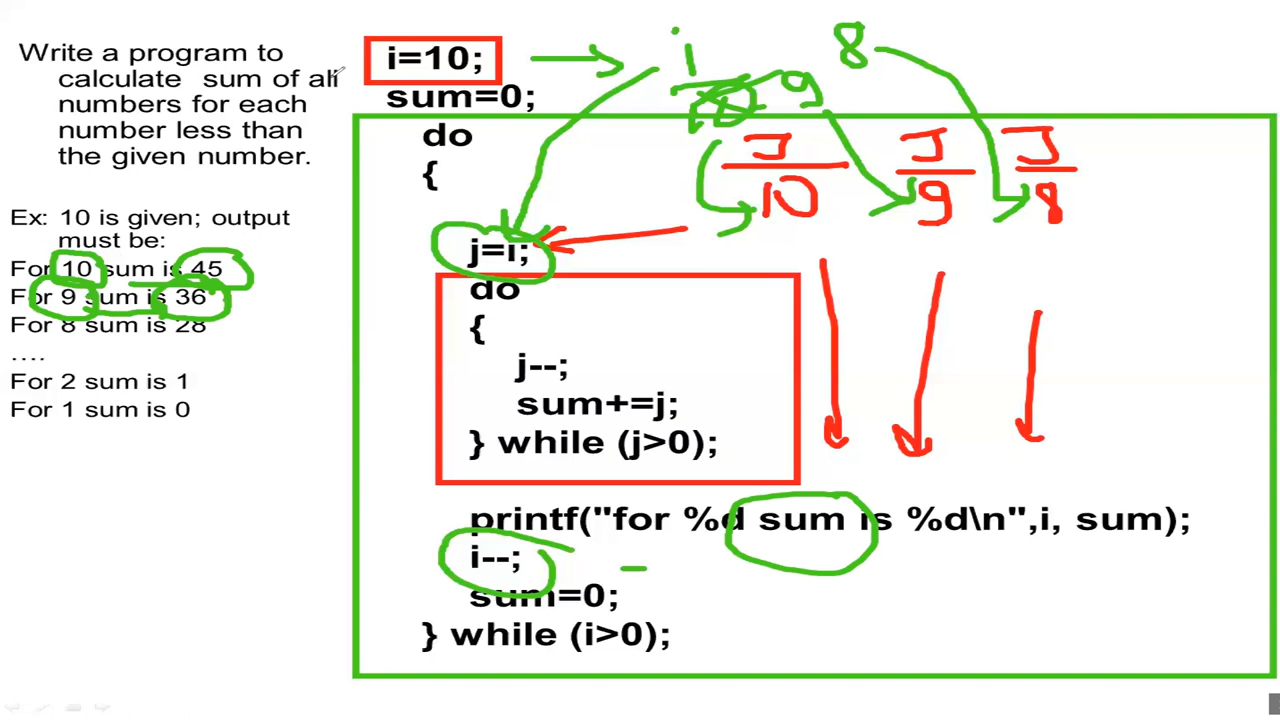 Write a program to
calculate sum of all
numbers for each
number less than
the given number.
Ex: 10 is given; output
must be:
For 10 sum is 45
For 9 sum is 36
For 8 sum is 28
....
For 2 sum is 1
For 1 sum is 0
i=10;
sum=0;
do
{
j=i;
do
{
j--;
sum+=j;
} while (j>0);
printf("for %d sum is %d\n",i, sum);
i--;
sum=0;
} while (i>0);
i
9
8
J
10
J
9
J
8